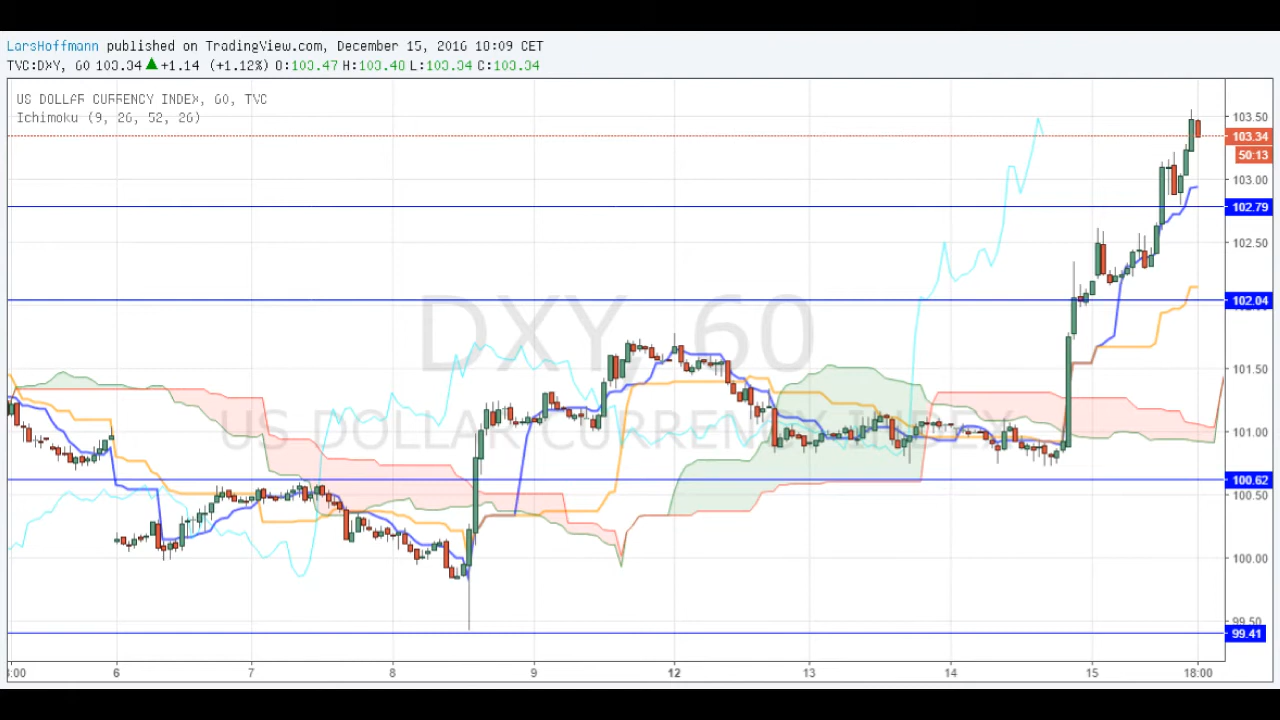 LarsHoffmann published on TradingView.com, December 15, 2016 10:09 CET
TVC:DXY, 60 103.34 ▲ +1.14 (+1.12%) O:103.47 H:103.48 L:103.34 C:103.34
US DOLLAR CURRENCY INDEX, 60, TVC
Ichimoku (9, 26, 52, 26)
DXY, 60
US DOLLAR CURRENCY INDEX
103.50
103.34
50:13
103.00
102.79
102.50
102.04
101.50
101.00
100.62
100.50
100.00
99.50
99.41
6 7 8 9 12 13 14 15 18:00